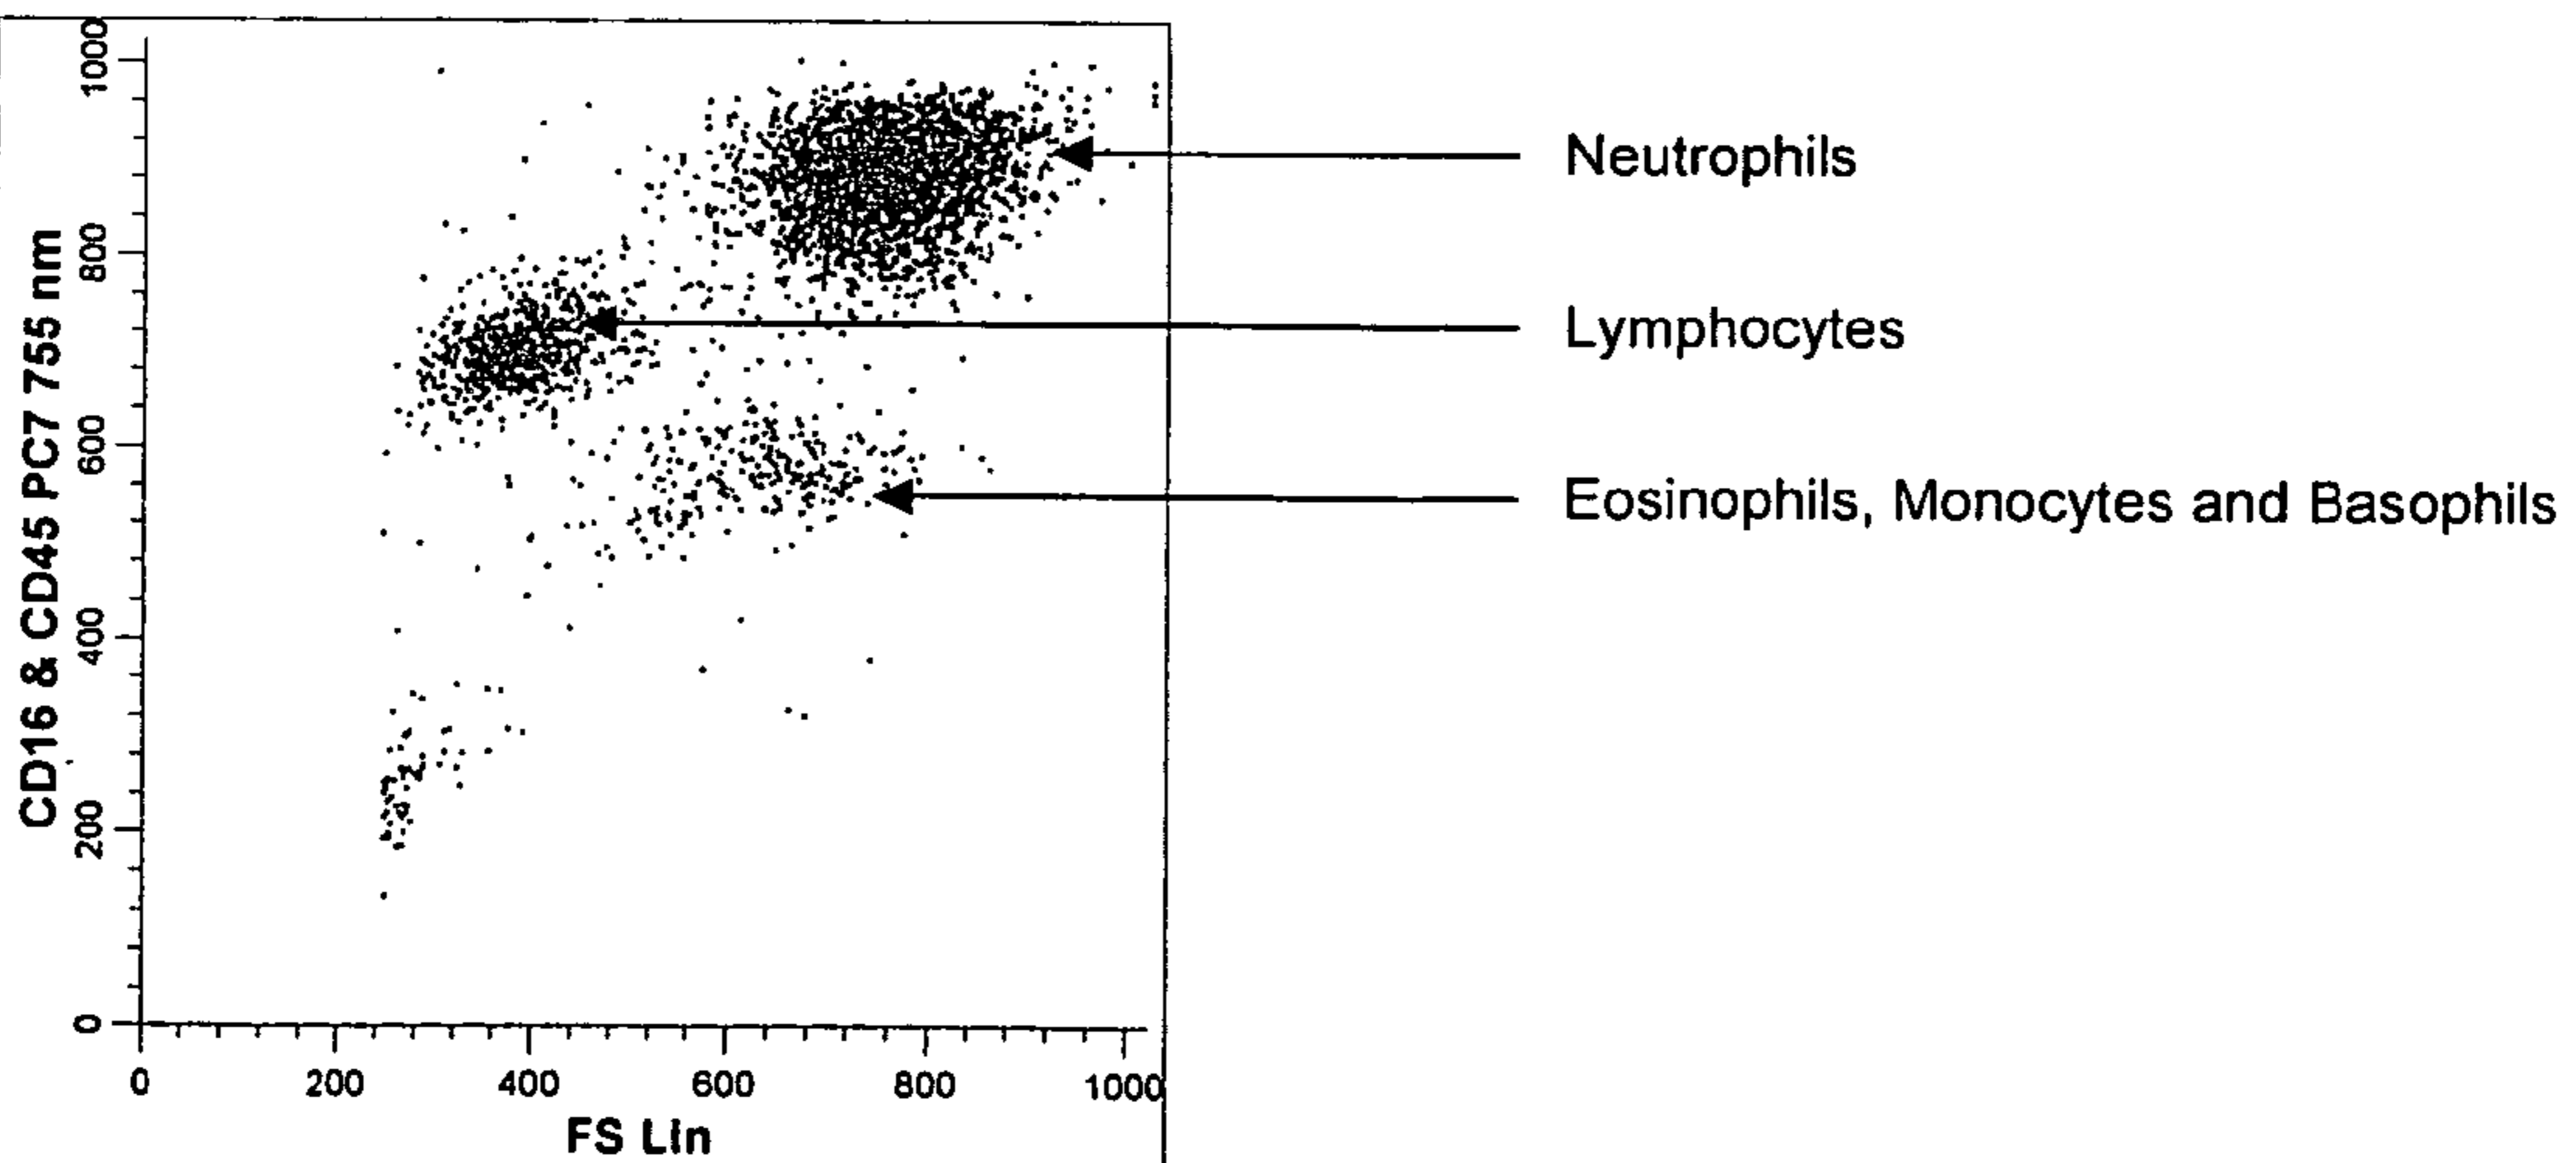 CD16 & CD45 PC7 755 nm
1000
800
600
400
200
0
0 200 400 600 800 1000
FS Lin
Neutrophils
Lymphocytes
Eosinophils, Monocytes and Basophils